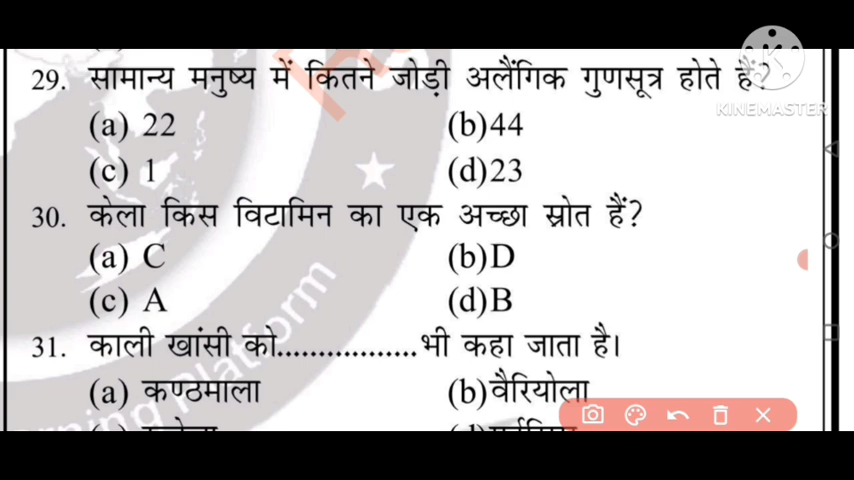 KINEMASTER
29. सामान्य मनुष्य में कितने जोड़ी अलैंगिक गुणसूत्र होते हैं?
(a) 22 (b)44
(c) 1 (d)23
30. केला किस विटामिन का एक अच्छा स्रोत हैं?
(a) C (b)D
(c) A (d)B
31. काली खांसी को.................भी कहा जाता है।
(a) कण्ठमाला (b)वैरियोला